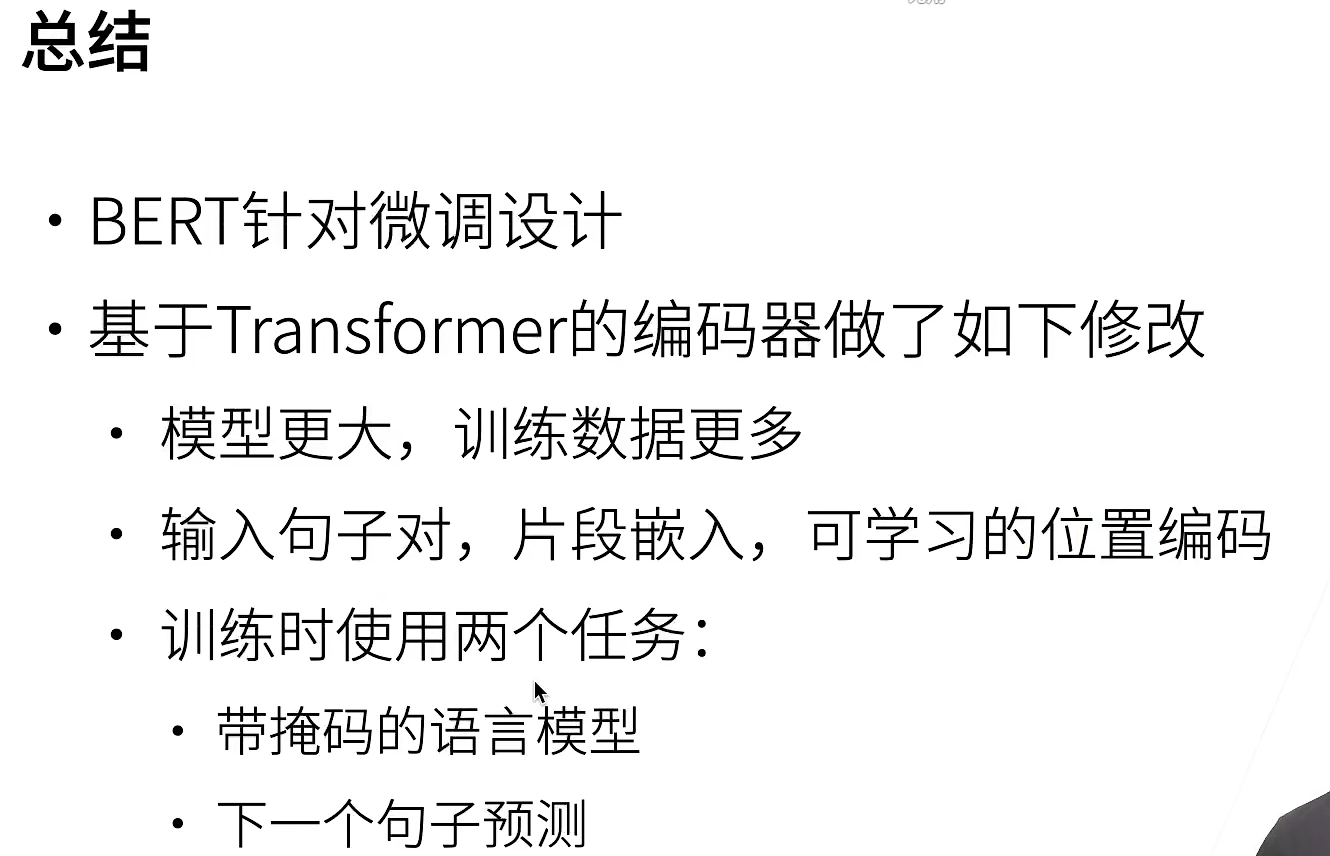 总结
• BERT针对微调设计
• 基于Transformer的编码器做了如下修改
• 模型更大，训练数据更多
• 输入句子对，片段嵌入，可学习的位置编码
• 训练时使用两个任务：
• 带掩码的语言模型
• 下一个句子预测